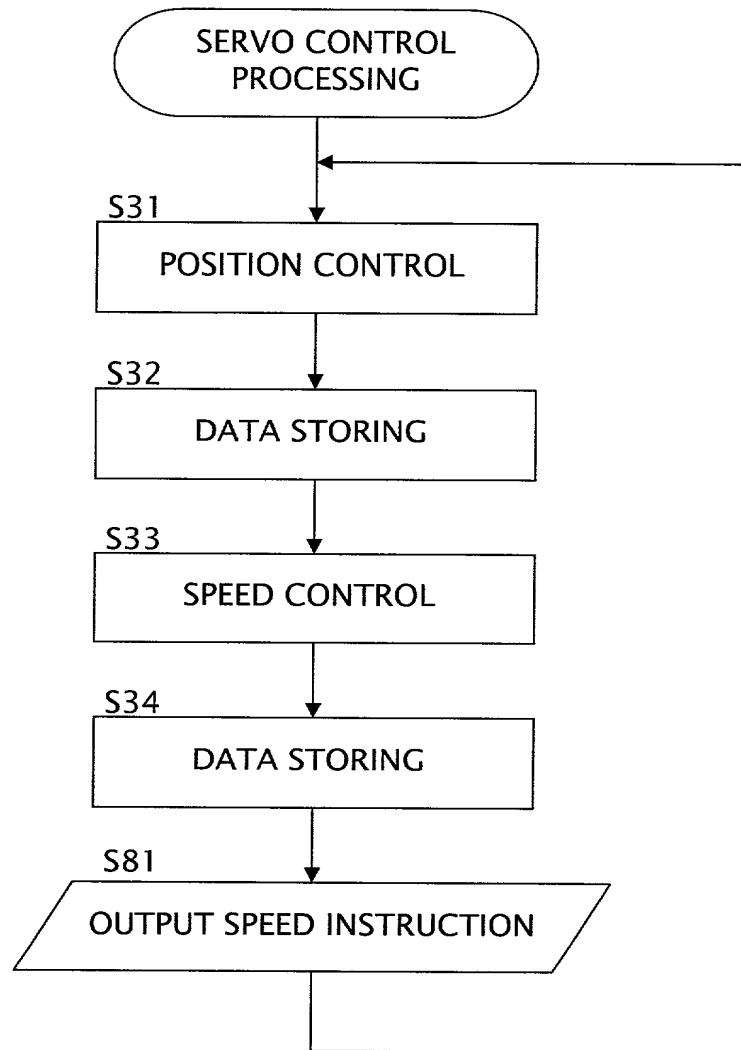 SERVO CONTROL
PROCESSING
S31
POSITION CONTROL
S32
DATA STORING
S33
SPEED CONTROL
S34
DATA STORING
S81
OUTPUT SPEED INSTRUCTION